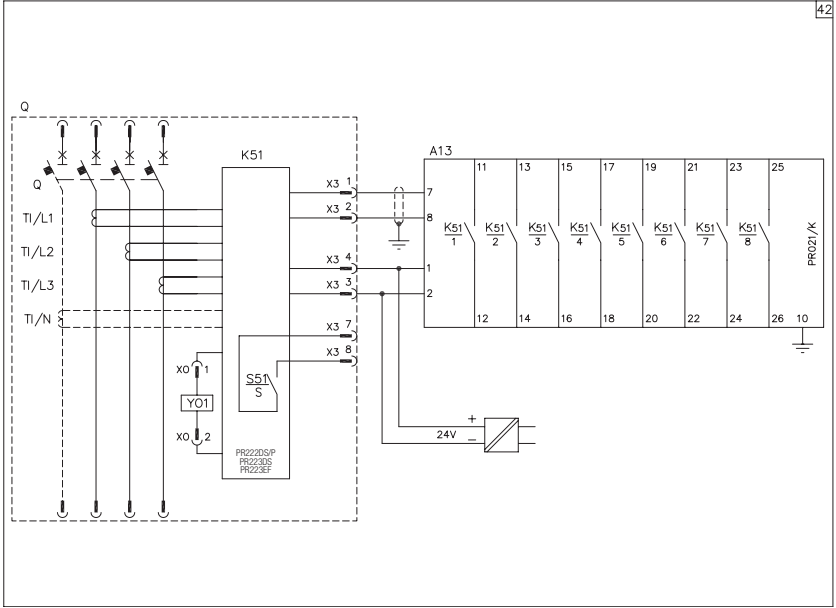 42
Q
K51
A13
Q
TI/L1
TI/L2
TI/L3
TI/N
X3 1
X3 2
X3 4
X3 3
X3 7
X3 8
7
8
1
2
11 13 15 17 19 21 23 25
K51 K51 K51 K51 K51 K51 K51 K51
1 2 3 4 5 6 7 8
12 14 16 18 20 22 24 26 10
PR021/K
S51
S
X0 1
Y01
X0 2
PR222DS/P
PR223DS
PR223EF
+
24V
−